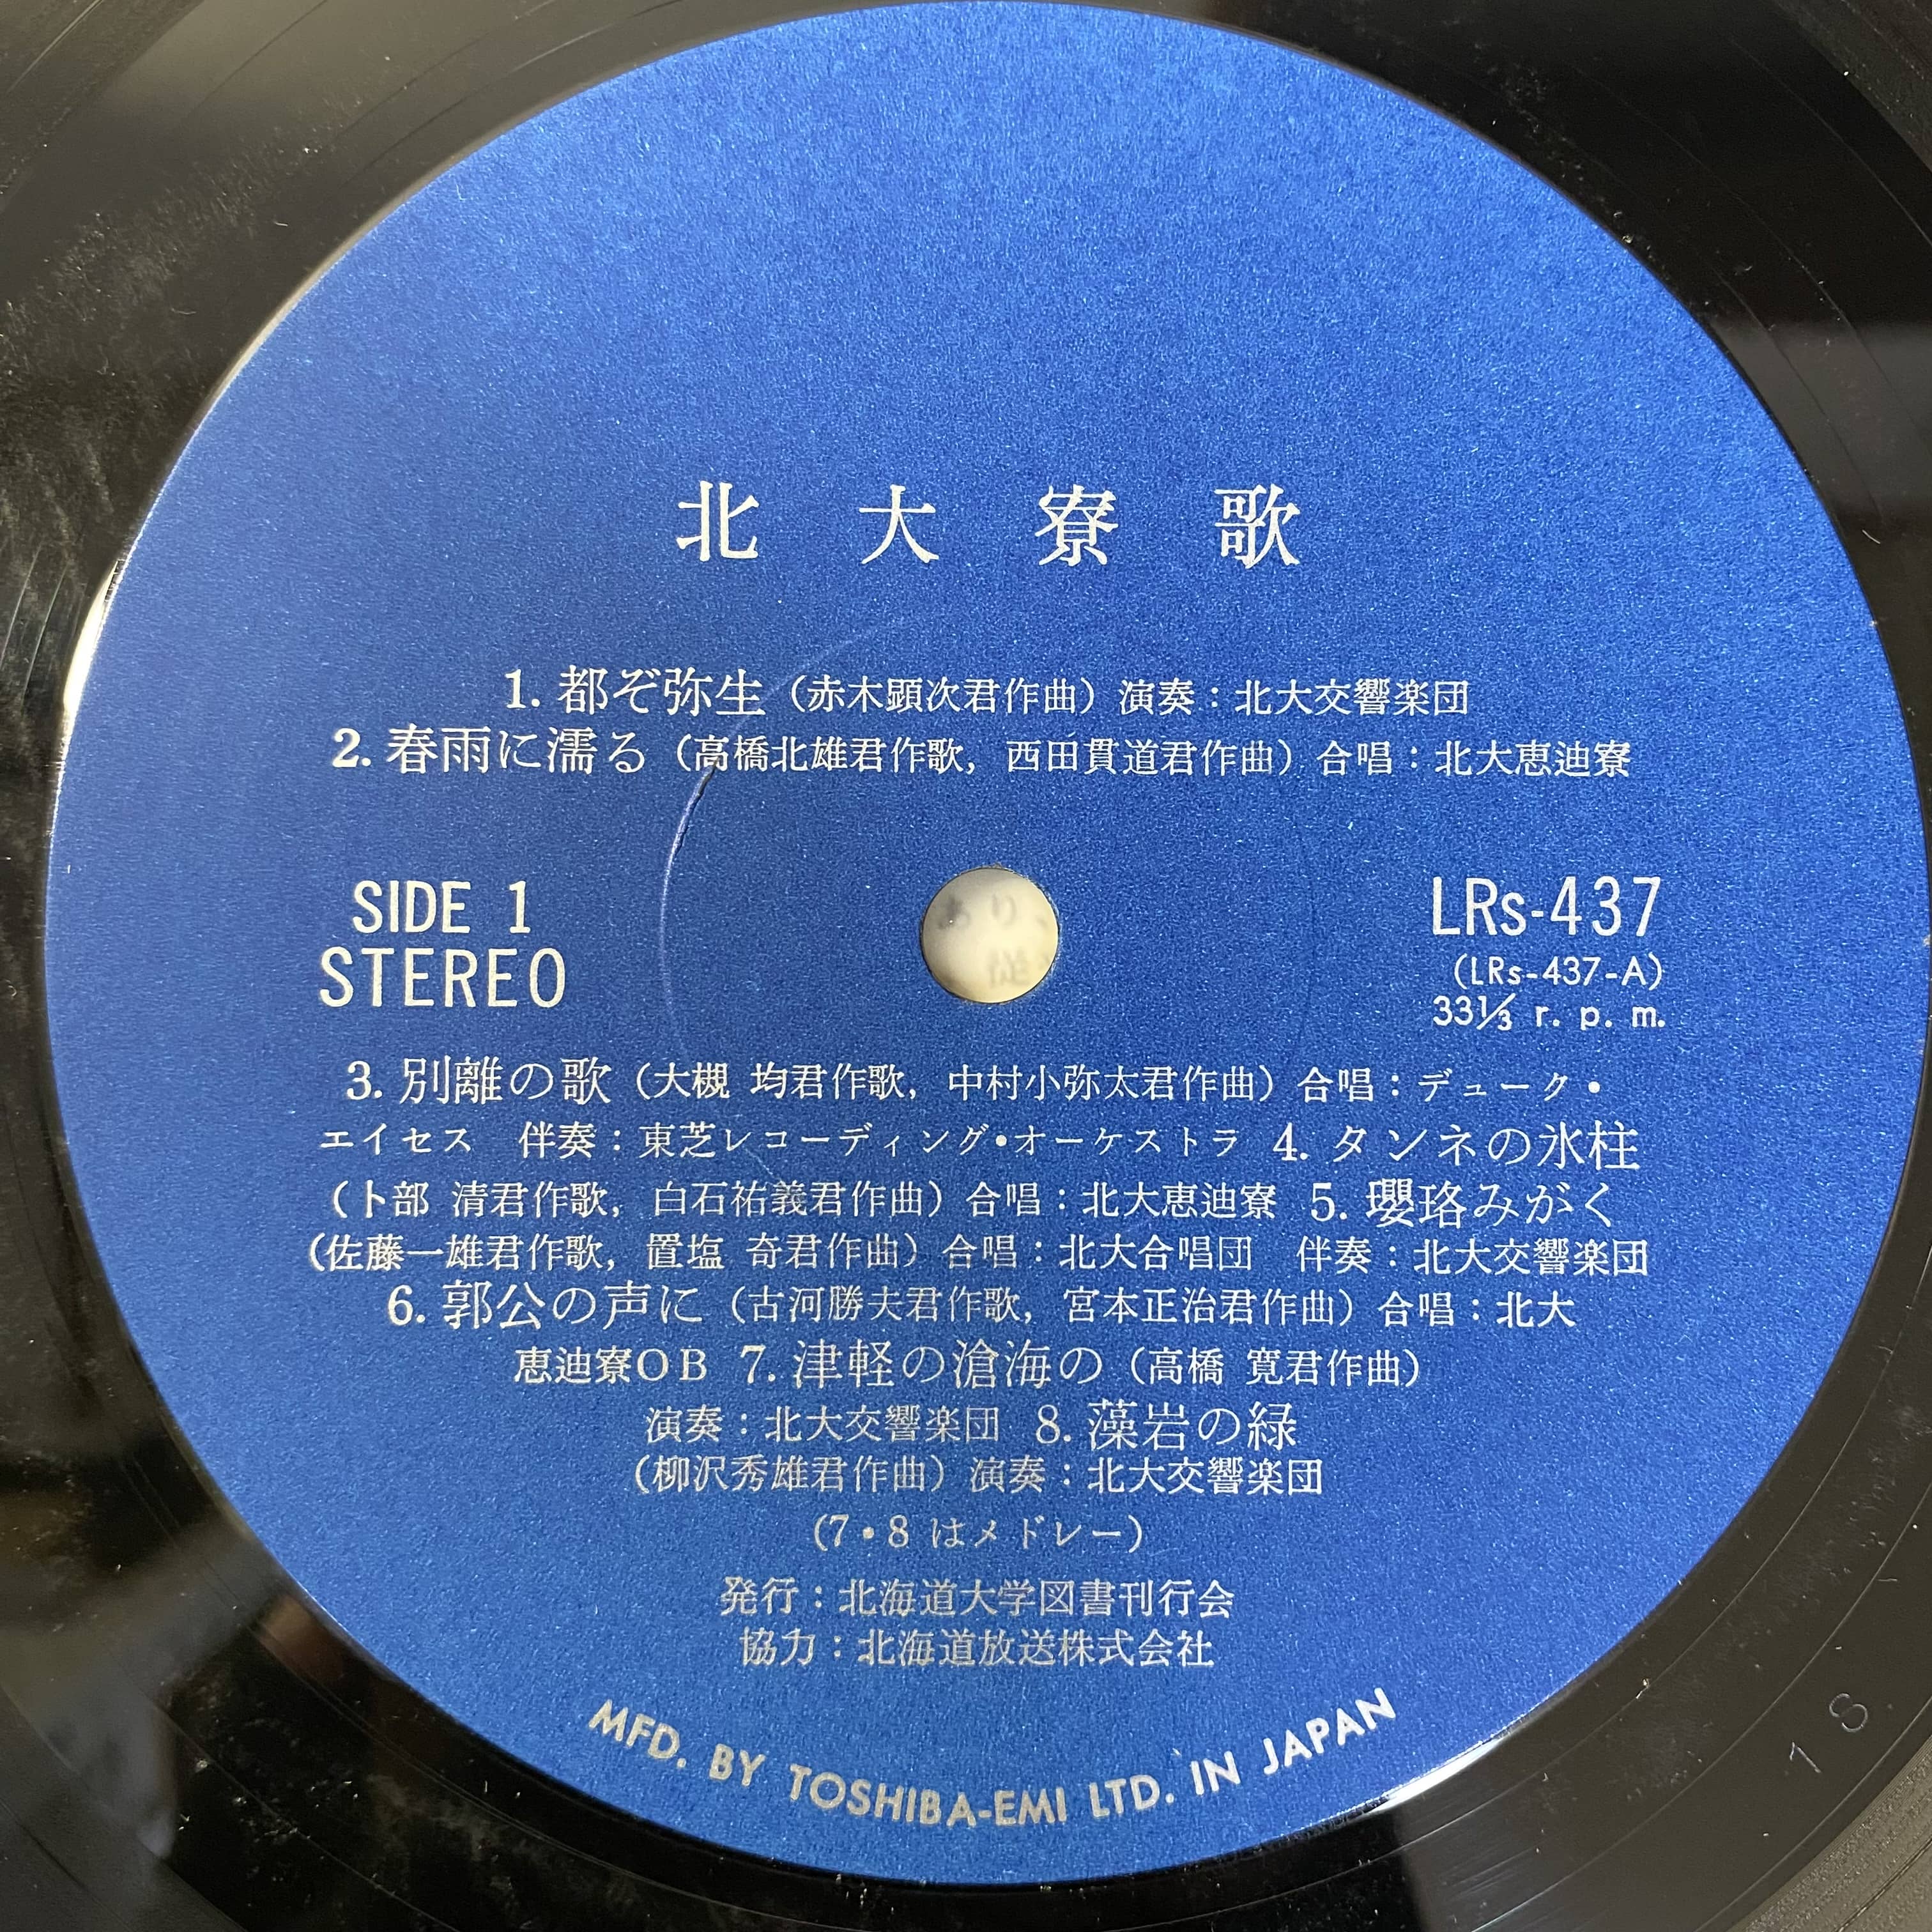 北大寮歌
1. 都ぞ弥生（赤木顕次君作曲）演奏：北大交響楽団
2. 春雨に濡る（高橋北雄君作歌，西田貫道君作曲）合唱：北大恵迪寮
SIDE 1
STEREO
LRs-437
(LRs-437-A)
33⅓ r. p. m.
3. 別離の歌（大槻 均君作歌，中村小弥太君作曲）合唱：デューク・
エイセス 伴奏：東芝レコーディング・オーケストラ 4. タンネの氷柱
（卜部 清君作歌，白石祐義君作曲）合唱：北大恵迪寮 5. 瓔珞みがく
（佐藤一雄君作歌，置塩 奇君作曲）合唱：北大合唱団 伴奏：北大交響楽団
6. 郭公の声に（古河勝夫君作歌，宮本正治君作曲）合唱：北大
恵迪寮OB 7. 津軽の滄海の（高橋 寛君作曲）
演奏：北大交響楽団 8. 藻岩の緑
（柳沢秀雄君作曲）演奏：北大交響楽団
（7・8 はメドレー）
発行：北海道大学図書刊行会
協力：北海道放送株式会社
MFD. BY TOSHIBA-EMI LTD. IN JAPAN
1 S